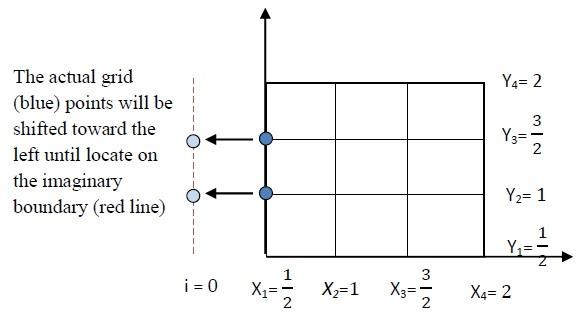 The actual grid
(blue) points will be
shifted toward the
left until locate on
the imaginary
boundary (red line)
Y₄= 2
Y₃= 3/2
Y₂= 1
Y₁= 1/2
i = 0
X₁= 1/2
X₂=1
X₃= 3/2
X₄= 2